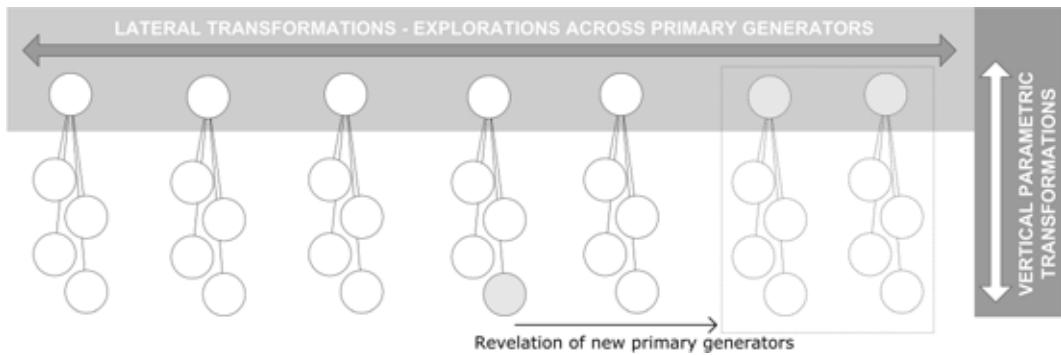 LATERAL TRANSFORMATIONS - EXPLORATIONS ACROSS PRIMARY GENERATORS
VERTICAL PARAMETRIC
TRANSFORMATIONS
Revelation of new primary generators